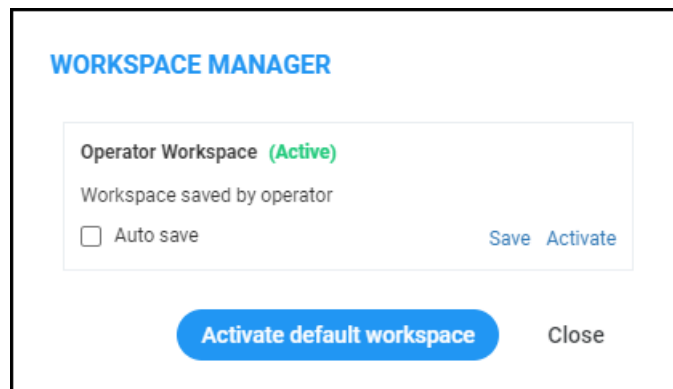 WORKSPACE MANAGER
Operator Workspace (Active)
Workspace saved by operator
Auto save
Save Activate
Activate default workspace
Close